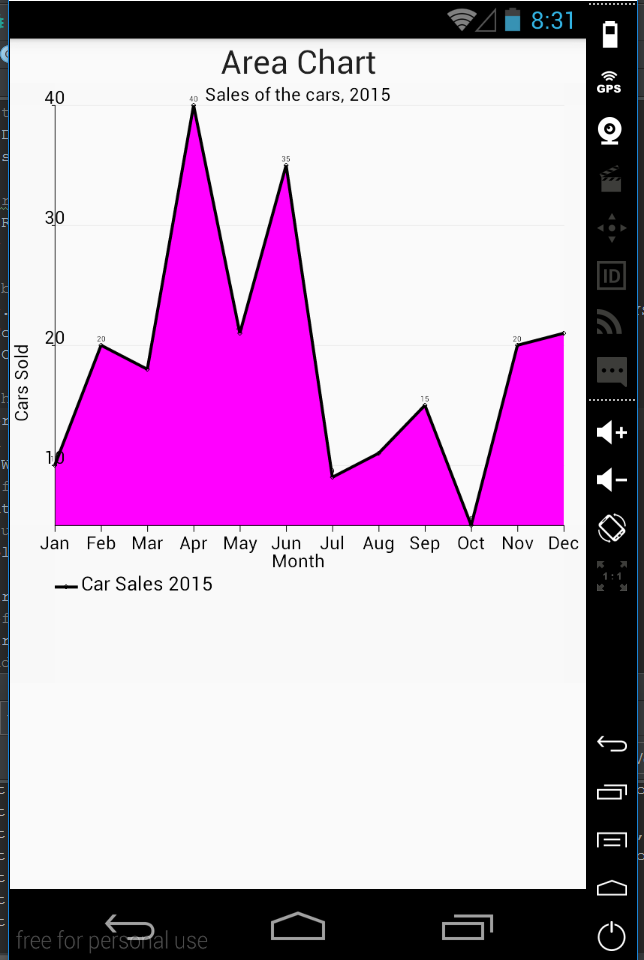 8:31
Area Chart
Sales of the cars, 2015
GPS
40
40
35
30
ID
20
20
20
Cars Sold
15
10
Jan Feb Mar Apr May Jun Jul Aug Sep Oct Nov Dec
Month
1:1
Car Sales 2015
free for personal use